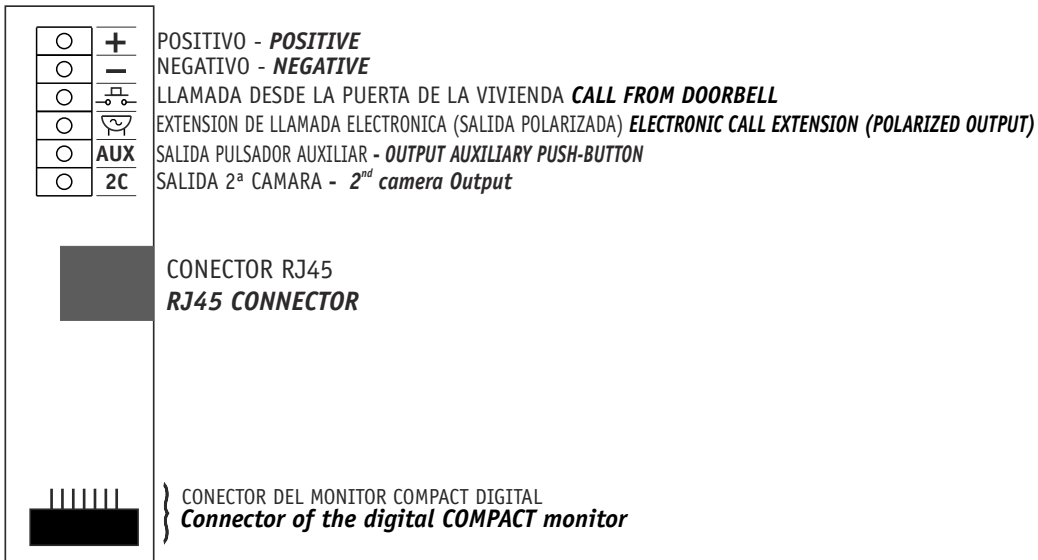 + POSITIVO - POSITIVE
– NEGATIVO - NEGATIVE
LLAMADA DESDE LA PUERTA DE LA VIVIENDA CALL FROM DOORBELL
EXTENSION DE LLAMADA ELECTRONICA (SALIDA POLARIZADA) ELECTRONIC CALL EXTENSION (POLARIZED OUTPUT)
AUX SALIDA PULSADOR AUXILIAR - OUTPUT AUXILIARY PUSH-BUTTON
2C SALIDA 2ª CAMARA - 2nd camera Output
CONECTOR RJ45
RJ45 CONNECTOR
CONECTOR DEL MONITOR COMPACT DIGITAL
Connector of the digital COMPACT monitor